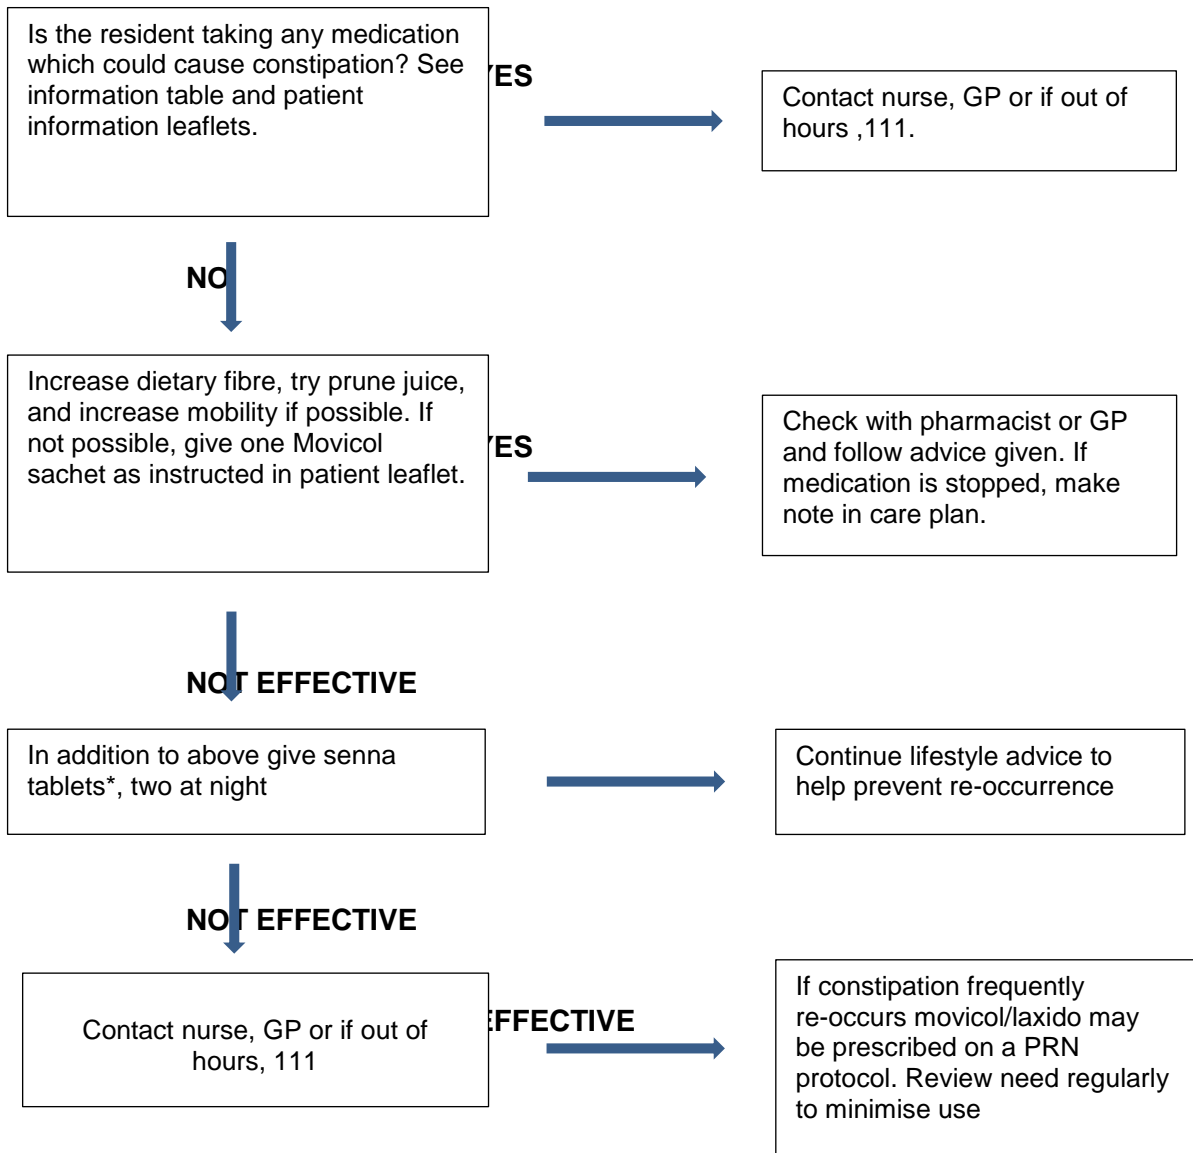 Is the resident taking any medication
which could cause constipation? See
information table and patient
information leaflets.
YES
Contact nurse, GP or if out of
hours ,111.
NO
Increase dietary fibre, try prune juice,
and increase mobility if possible. If
not possible, give one Movicol
sachet as instructed in patient leaflet.
YES
Check with pharmacist or GP
and follow advice given. If
medication is stopped, make
note in care plan.
NOT EFFECTIVE
In addition to above give senna
tablets*, two at night
Continue lifestyle advice to
help prevent re-occurrence
NOT EFFECTIVE
Contact nurse, GP or if out of
hours, 111
EFFECTIVE
If constipation frequently
re-occurs movicol/laxido may
be prescribed on a PRN
protocol. Review need regularly
to minimise use